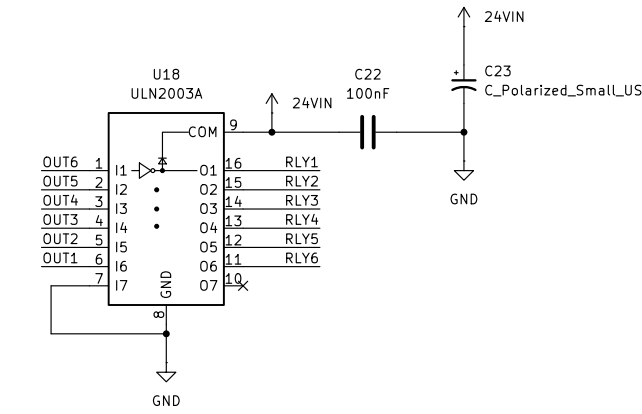 24VIN
U18
ULN2003A
C22
100nF
C23
C_Polarized_Small_US
+
24VIN
COM 9
OUT6 1 I1 O1 16 RLY1
OUT5 2 I2 O2 15 RLY2
OUT4 3 I3 O3 14 RLY3
OUT3 4 I4 O4 13 RLY4
OUT2 5 I5 O5 12 RLY5
OUT1 6 I6 O6 11 RLY6
7 I7 GND O7 10
8
GND
GND